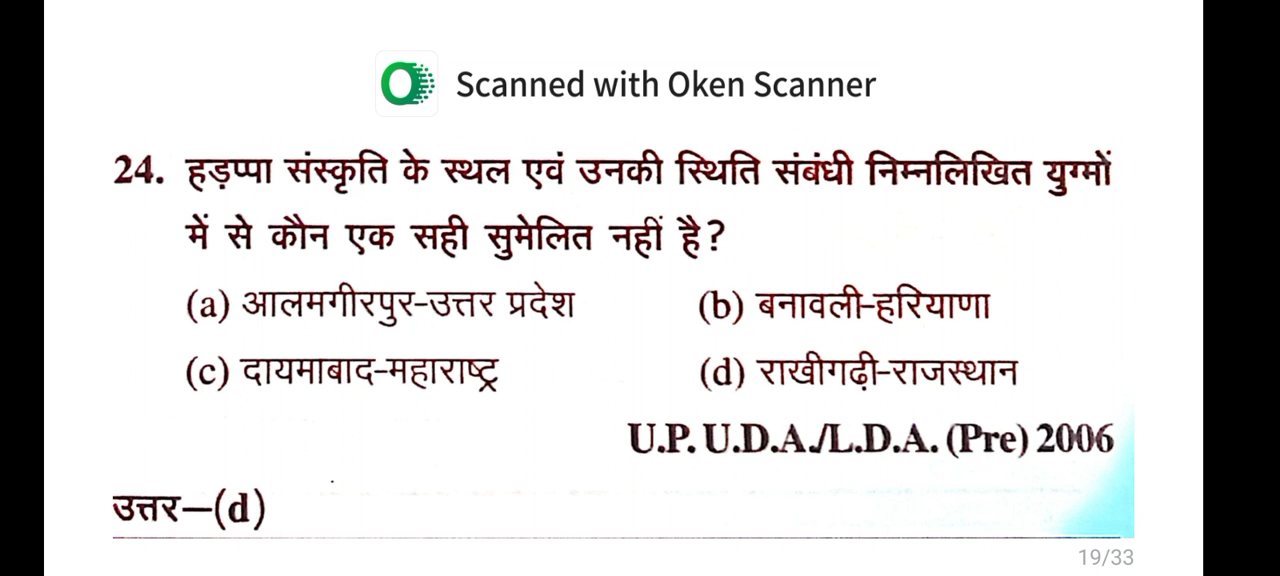 Scanned with Oken Scanner
24. हड़प्पा संस्कृति के स्थल एवं उनकी स्थिति संबंधी निम्नलिखित युग्मों
में से कौन एक सही सुमेलित नहीं है?
(a) आलमगीरपुर-उत्तर प्रदेश (b) बनावली-हरियाणा
(c) दायमाबाद-महाराष्ट्र (d) राखीगढ़ी-राजस्थान
U.P. U.D.A./L.D.A. (Pre) 2006
उत्तर—(d)
19/33